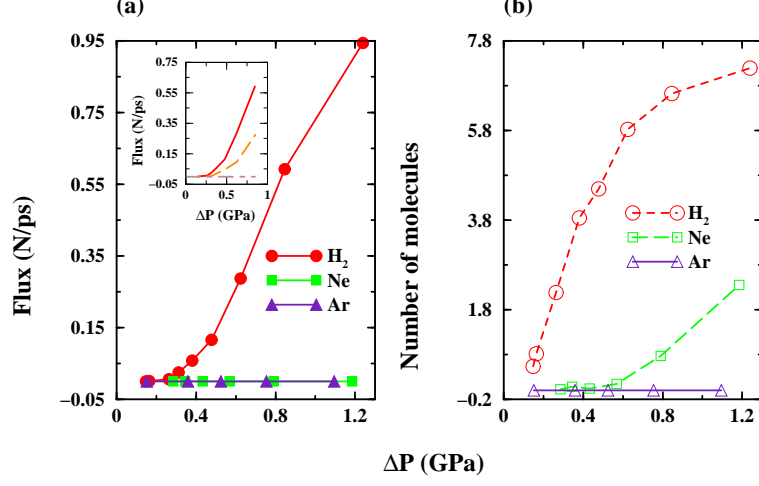 (a)
(b)
0.95
0.75
0.55
0.35
0.15
−0.05
0
0.4
0.8
1.2
Flux (N/ps)
0.75
0.55
0.35
0.15
−0.05
0
0.5
1
Flux (N/ps)
ΔP (GPa)
H2
Ne
Ar
7.8
5.8
3.8
1.8
−0.2
0
0.4
0.8
1.2
Number of molecules
H2
Ne
Ar
ΔP (GPa)